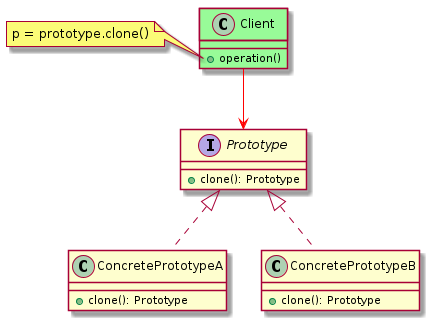 C Client
p = prototype.clone()
operation()
I Prototype
clone(): Prototype
C ConcretePrototypeA
C ConcretePrototypeB
clone(): Prototype
clone(): Prototype